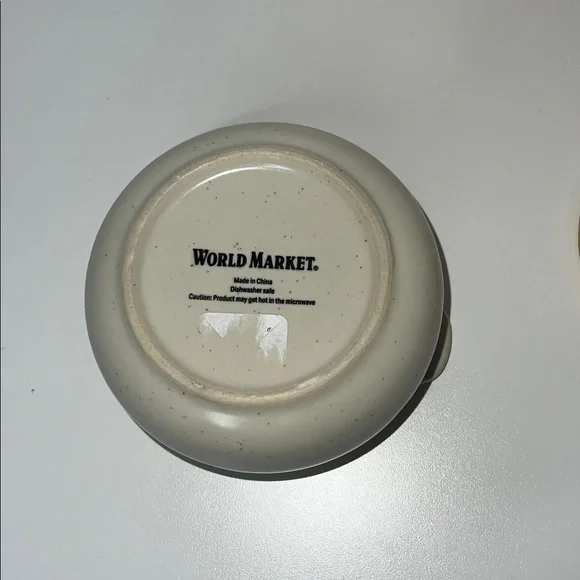 WORLD MARKET®
Made in China
Dishwasher safe
Caution: Product may get hot in the microwave